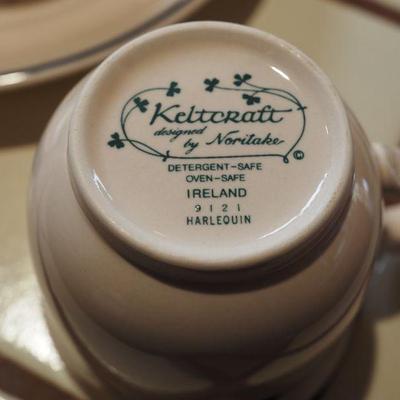 Keltcraft
designed
by Noritake
DETERGENT-SAFE
OVEN-SAFE
IRELAND
9121
HARLEQUIN